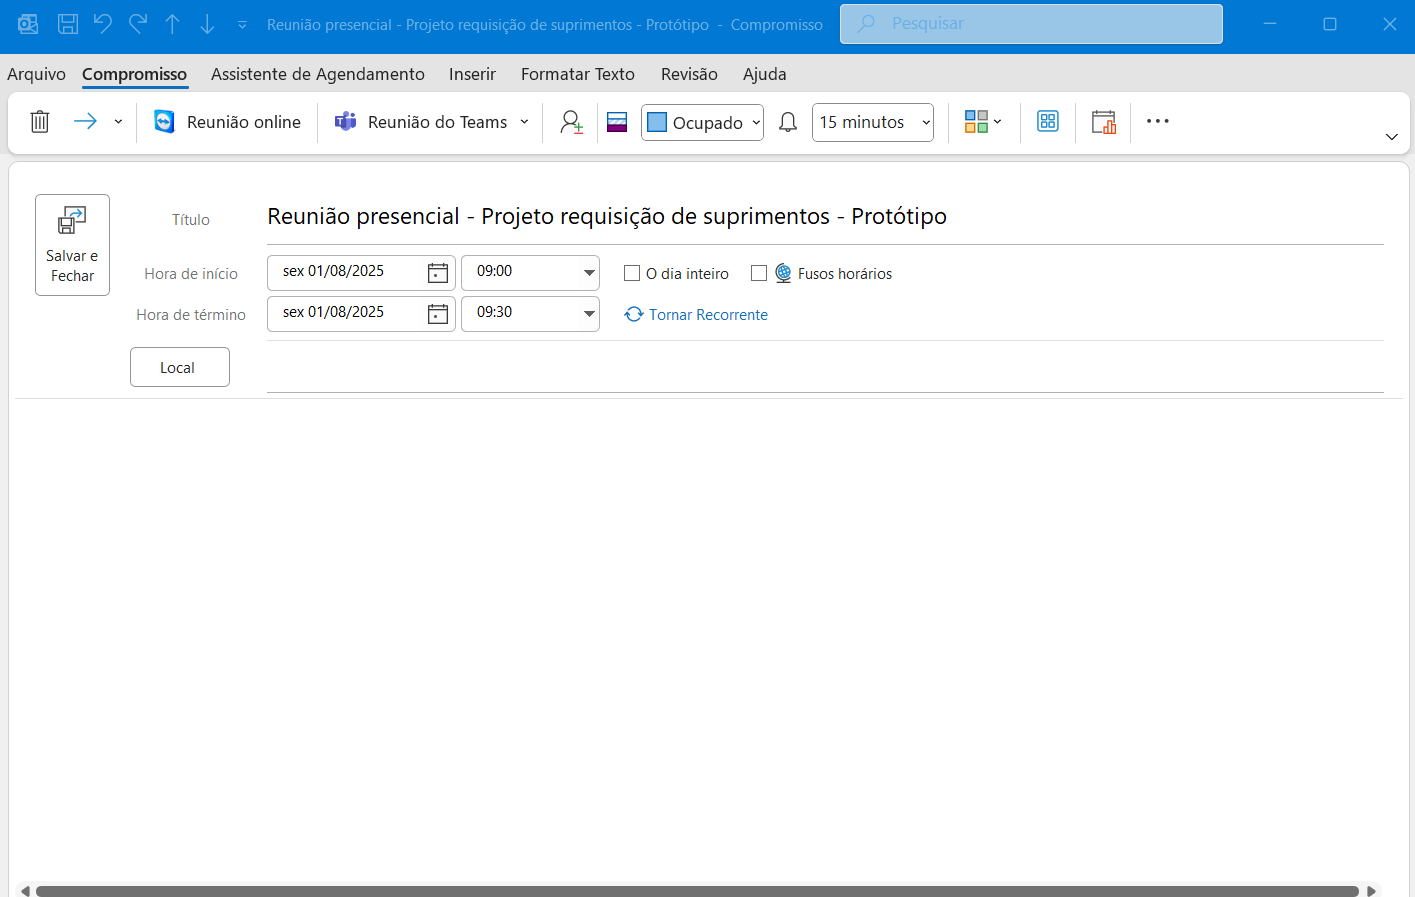 Reunião presencial - Projeto requisição de suprimentos - Protótipo - Compromisso
Pesquisar
Arquivo Compromisso Assistente de Agendamento Inserir Formatar Texto Revisão Ajuda
Reunião online Reunião do Teams Ocupado 15 minutos
Salvar e
Fechar
Título Reunião presencial - Projeto requisição de suprimentos - Protótipo
Hora de início sex 01/08/2025 09:00 O dia inteiro Fusos horários
Hora de término sex 01/08/2025 09:30 Tornar Recorrente
Local